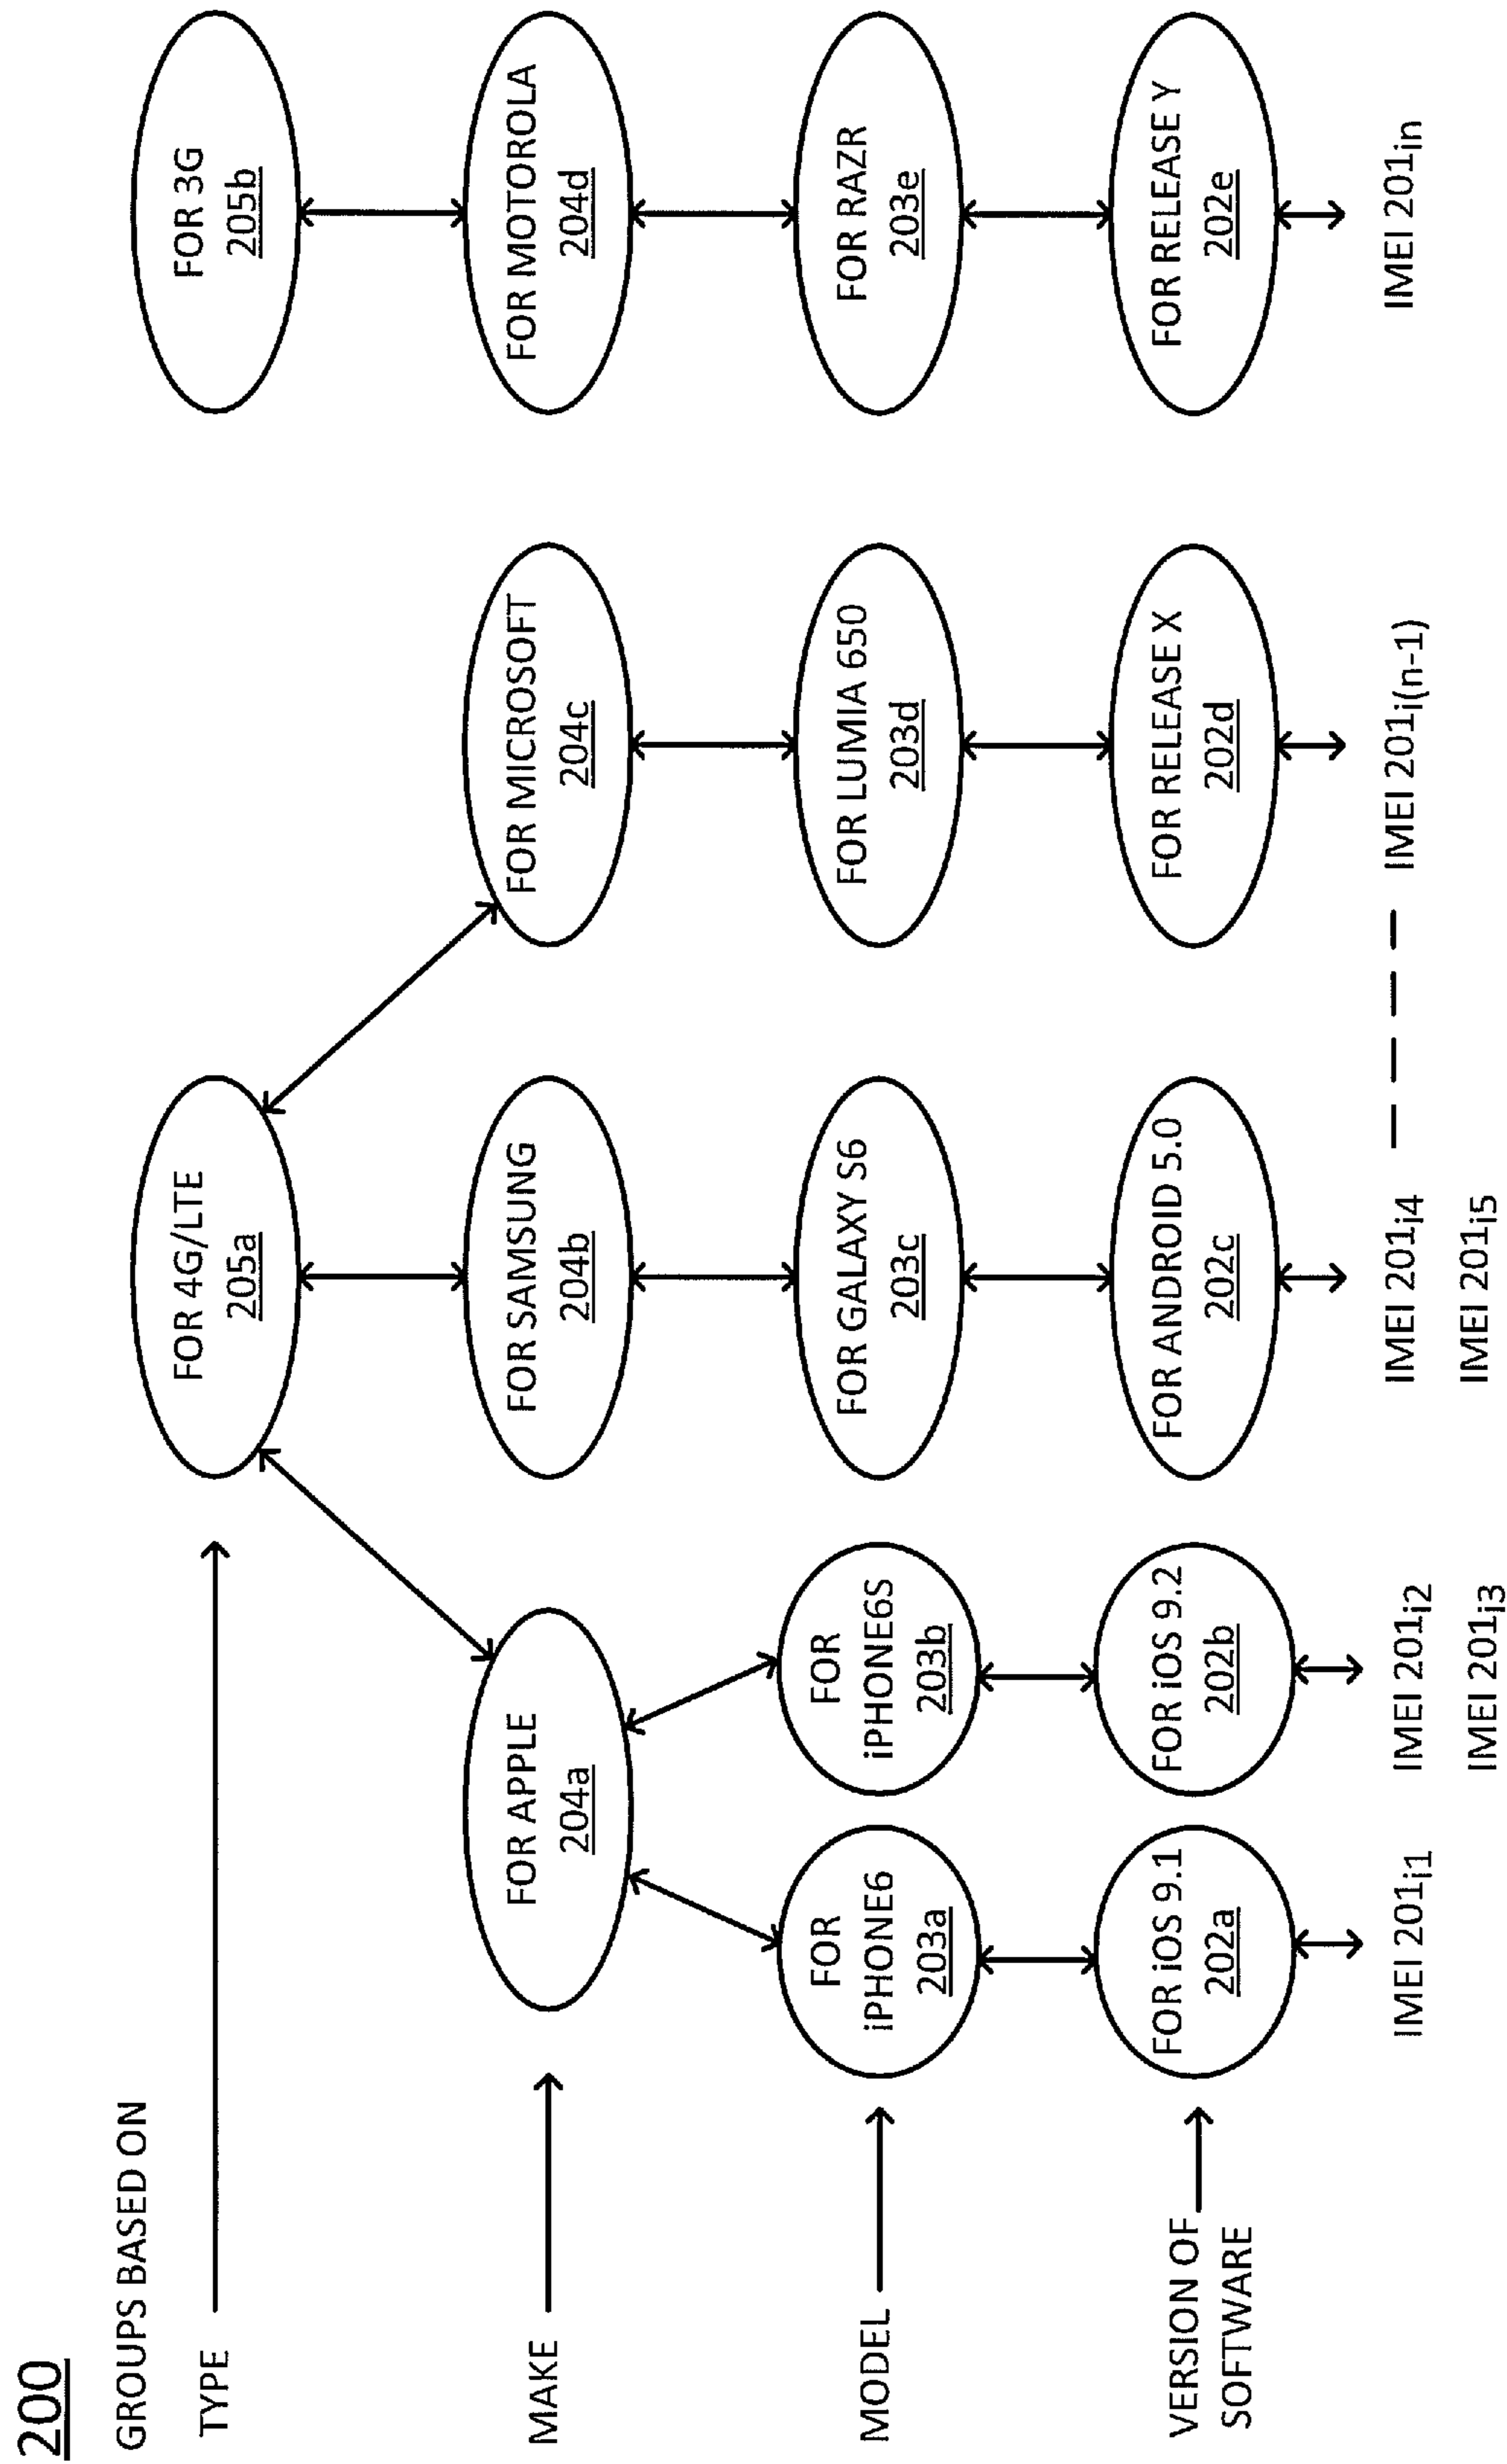 200
GROUPS BASED ON
TYPE
FOR 4G/LTE
205a
FOR 3G
205b
MAKE
FOR APPLE
204a
FOR SAMSUNG
204b
FOR MICROSOFT
204c
FOR MOTOROLA
204d
MODEL
FOR
iPHONE6
203a
FOR
iPHONE6S
203b
FOR GALAXY S6
203c
FOR LUMIA 650
203d
FOR RAZR
203e
VERSION OF
SOFTWARE
FOR iOS 9.1
202a
FOR iOS 9.2
202b
FOR ANDROID 5.0
202c
FOR RELEASE X
202d
FOR RELEASE Y
202e
IMEI 201i1
IMEI 201i2
IMEI 201i3
IMEI 201i4
IMEI 201i5
IMEI 201i(n-1)
IMEI 201in